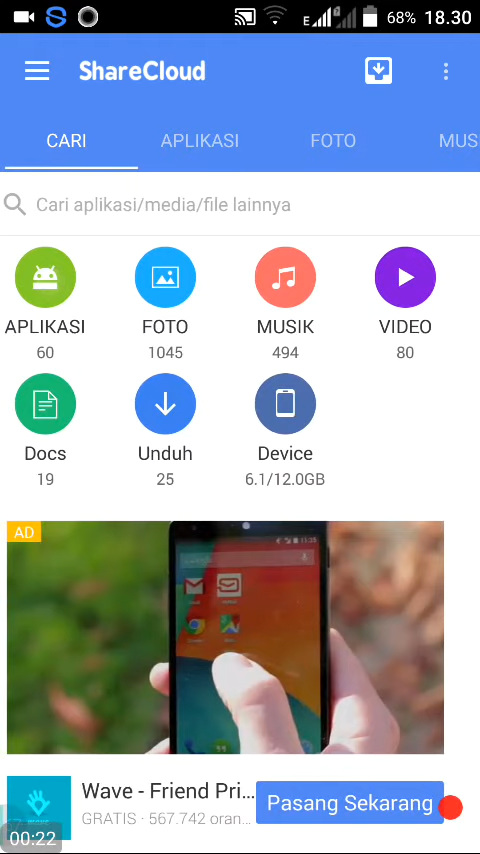 E 68% 18.30
ShareCloud
CARI APLIKASI FOTO MUS
Cari aplikasi/media/file lainnya
APLIKASI FOTO MUSIK VIDEO
60 1045 494 80
Docs Unduh Device
19 25 6.1/12.0GB
AD
Wave - Friend Pri...
Pasang Sekarang
GRATIS · 567.742 oran...
00:22